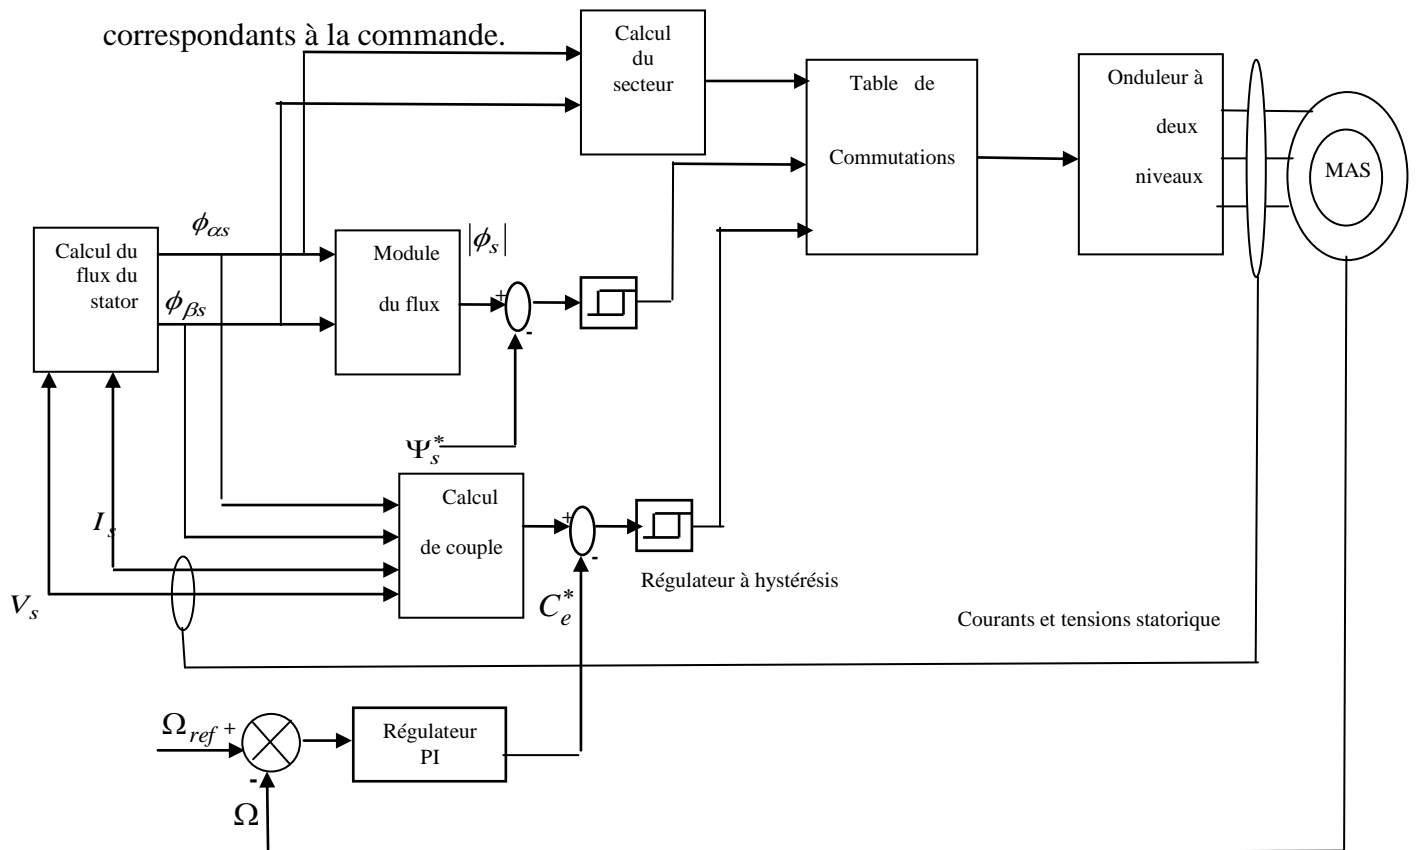 correspondants à la commande.
Calcul
du
secteur
Table de
Commutations
Onduleur à
deux
niveaux
MAS
Calcul du
flux du
stator
ϕαs
ϕβs
Module
du flux
|ϕs|
+
-
Ψs*
Calcul
de couple
Is
Vs
+
-
Ce*
Régulateur à hystérésis
Courants et tensions statorique
Ωref +
-
Ω
Régulateur
PI